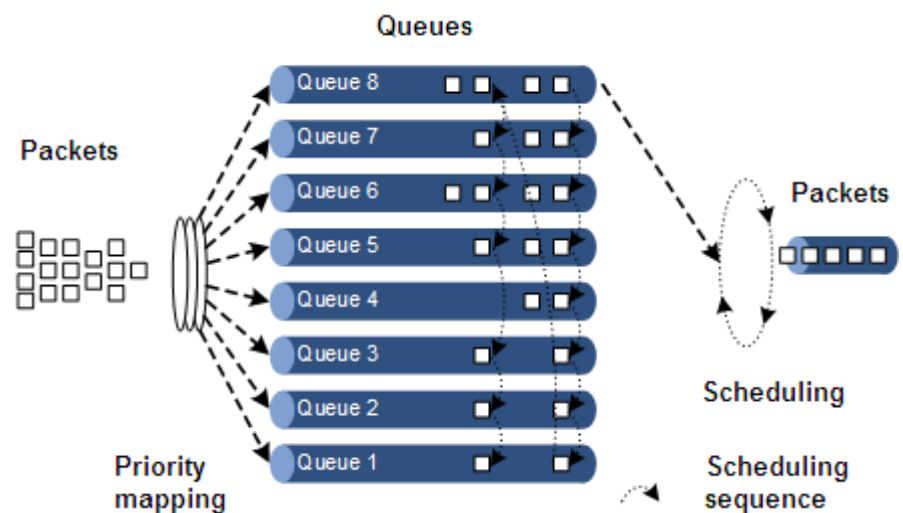 Queues
Packets
Queue 8
Queue 7
Queue 6
Queue 5
Queue 4
Queue 3
Queue 2
Queue 1
Priority
mapping
Packets
Scheduling
Scheduling
sequence